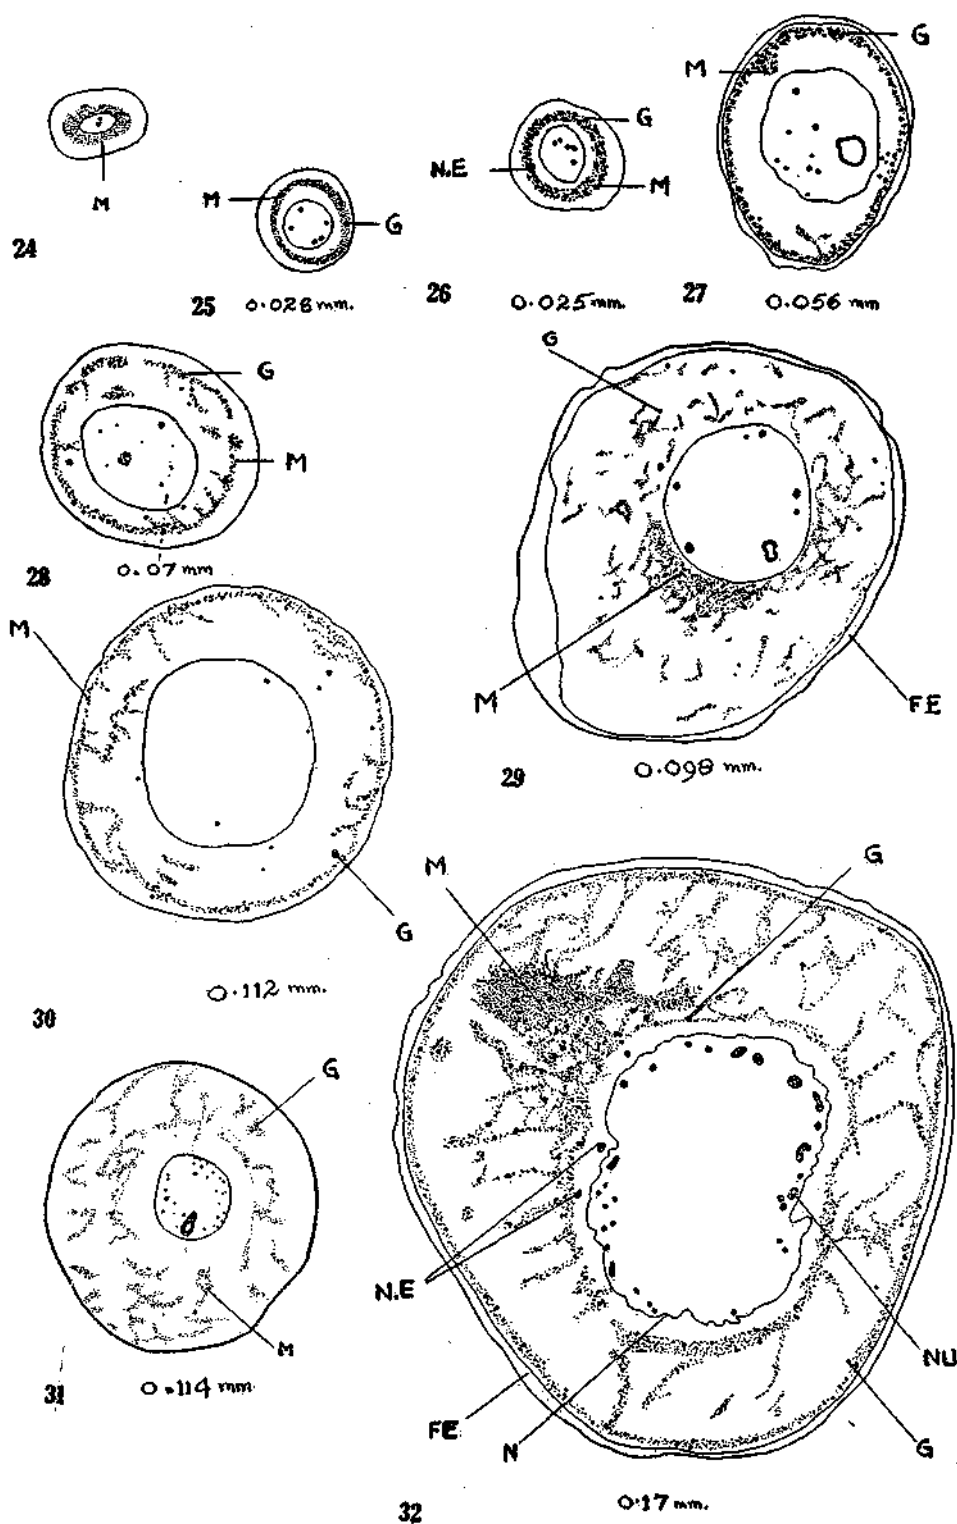 M
24
M
G
25 0.028 mm.
G
N.E
M
26 0.025 mm.
G
M
27 0.056 mm
G
M
28 0.07 mm
G
M
FE
29 0.098 mm.
M
G
30 0.112 mm.
G
M
31 0.114 mm
M
G
N.E
NU
FE
N
G
32 0.17 mm.